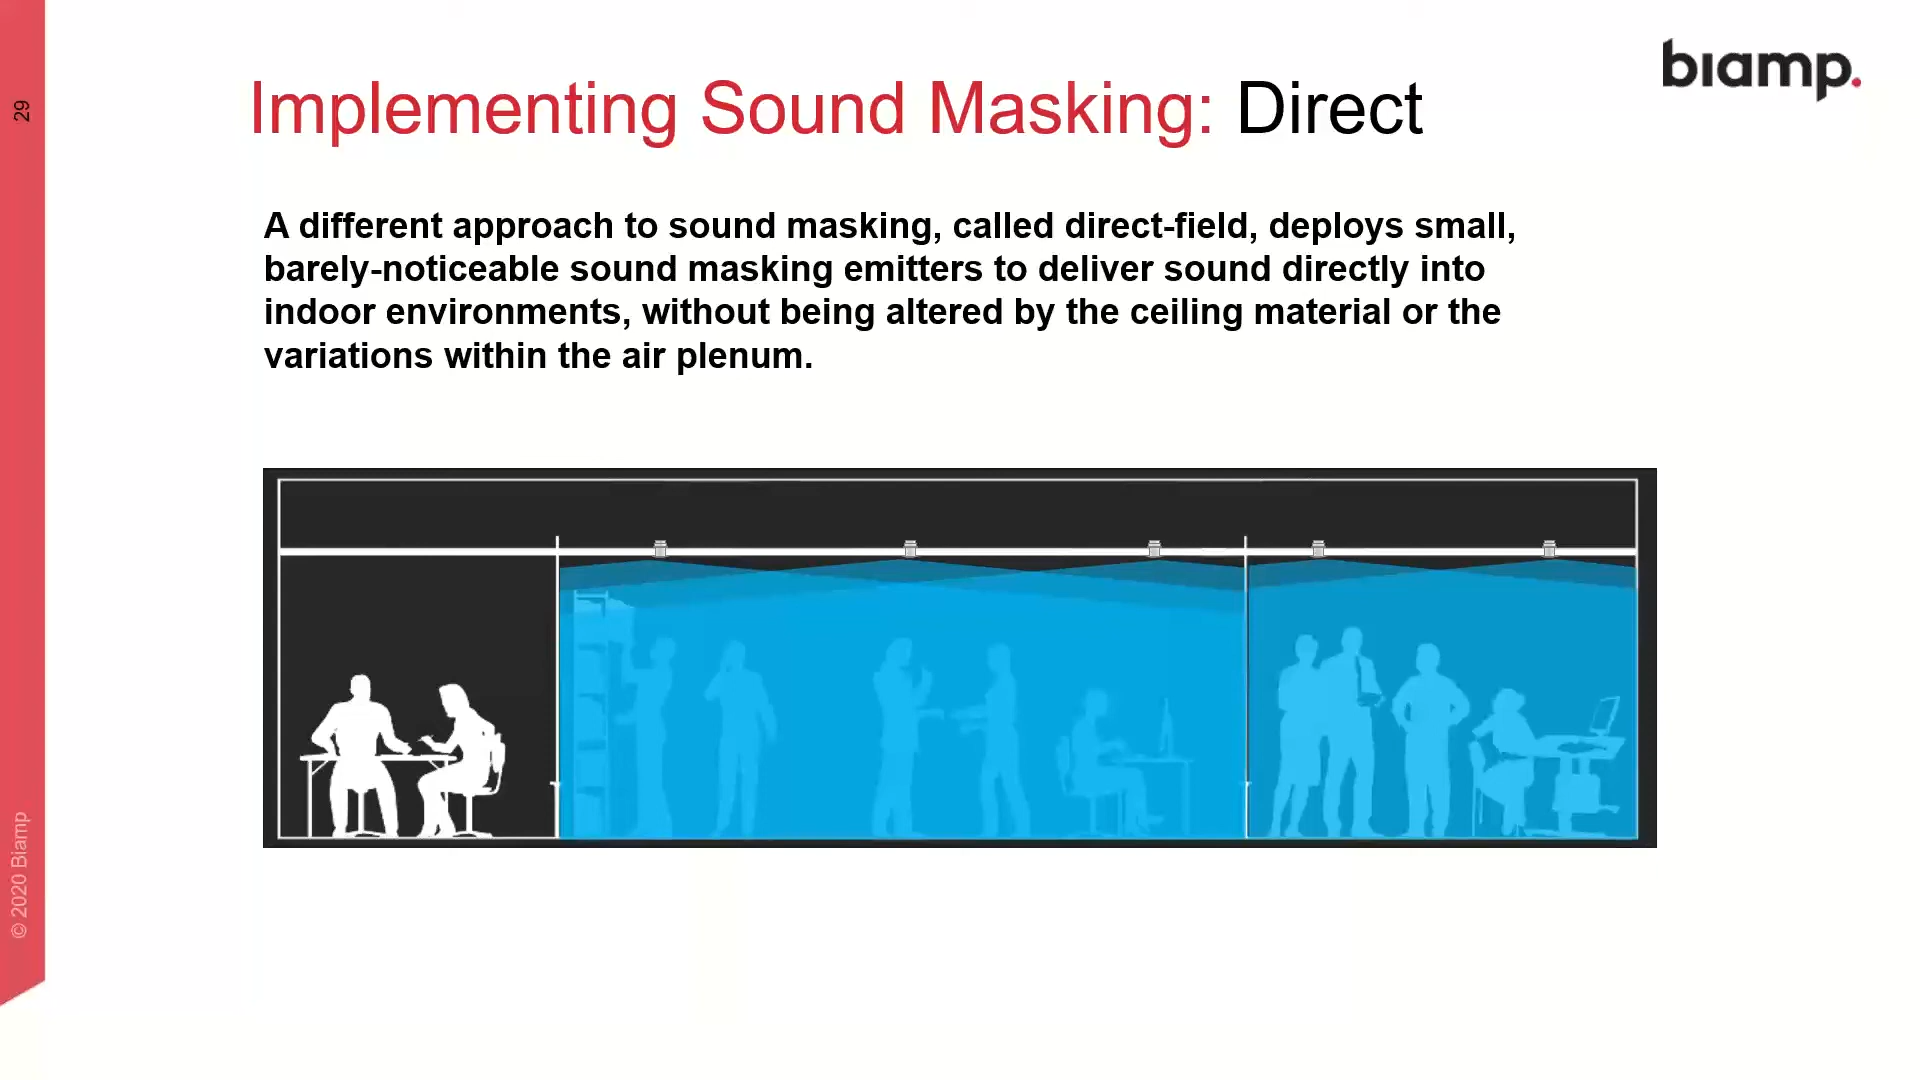 29
biamp.
Implementing Sound Masking: Direct
A different approach to sound masking, called direct-field, deploys small,
barely-noticeable sound masking emitters to deliver sound directly into
indoor environments, without being altered by the ceiling material or the
variations within the air plenum.
© 2020 Biamp